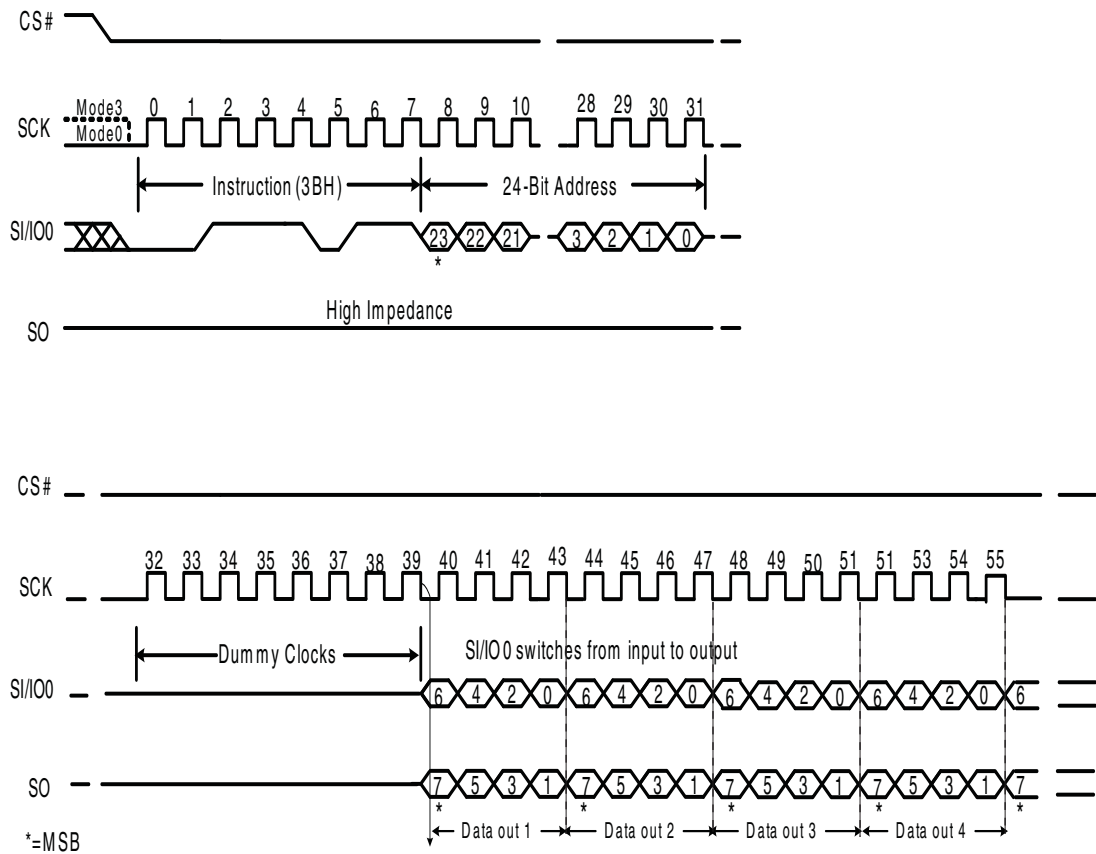 CS#
Mode3
0 1 2 3 4 5 6 7 8 9 10 28 29 30 31
SCK
Mode0
Instruction (3BH) 24-Bit Address
SI/IO0 23 22 21 3 2 1 0
*
High Impedance
SO
CS#
32 33 34 35 36 37 38 39 40 41 42 43 44 45 46 47 48 49 50 51 51 53 54 55
SCK
Dummy Clocks SI/IO0 switches from input to output
SI/IO0 6 4 2 0 6 4 2 0 6 4 2 0 6 4 2 0 6
SO 7 5 3 1 7 5 3 1 7 5 3 1 7 5 3 1 7
* * * * *
Data out 1 Data out 2 Data out 3 Data out 4
*=MSB